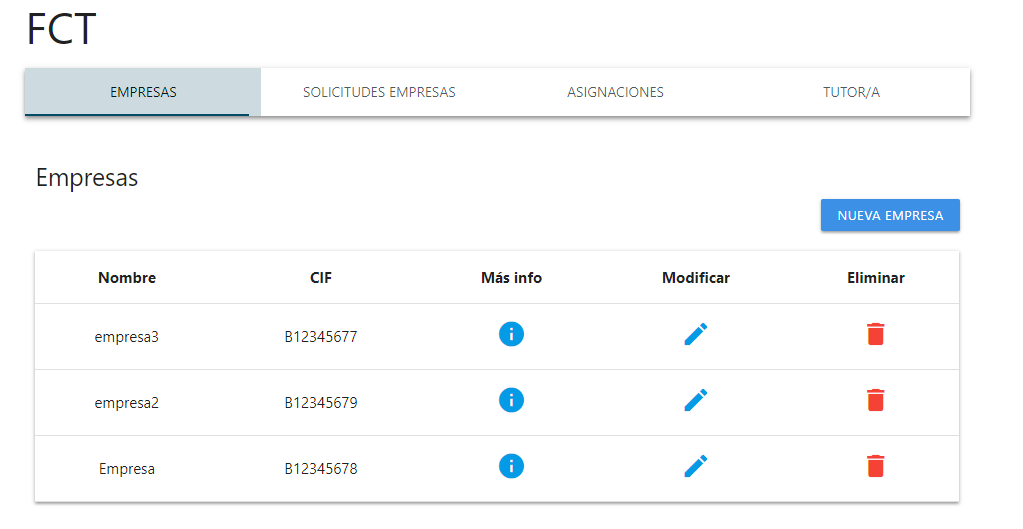 FCT
EMPRESAS SOLICITUDES EMPRESAS ASIGNACIONES TUTOR/A
Empresas
NUEVA EMPRESA
Nombre CIF Más info Modificar Eliminar
empresa3 B12345677
empresa2 B12345679
Empresa B12345678